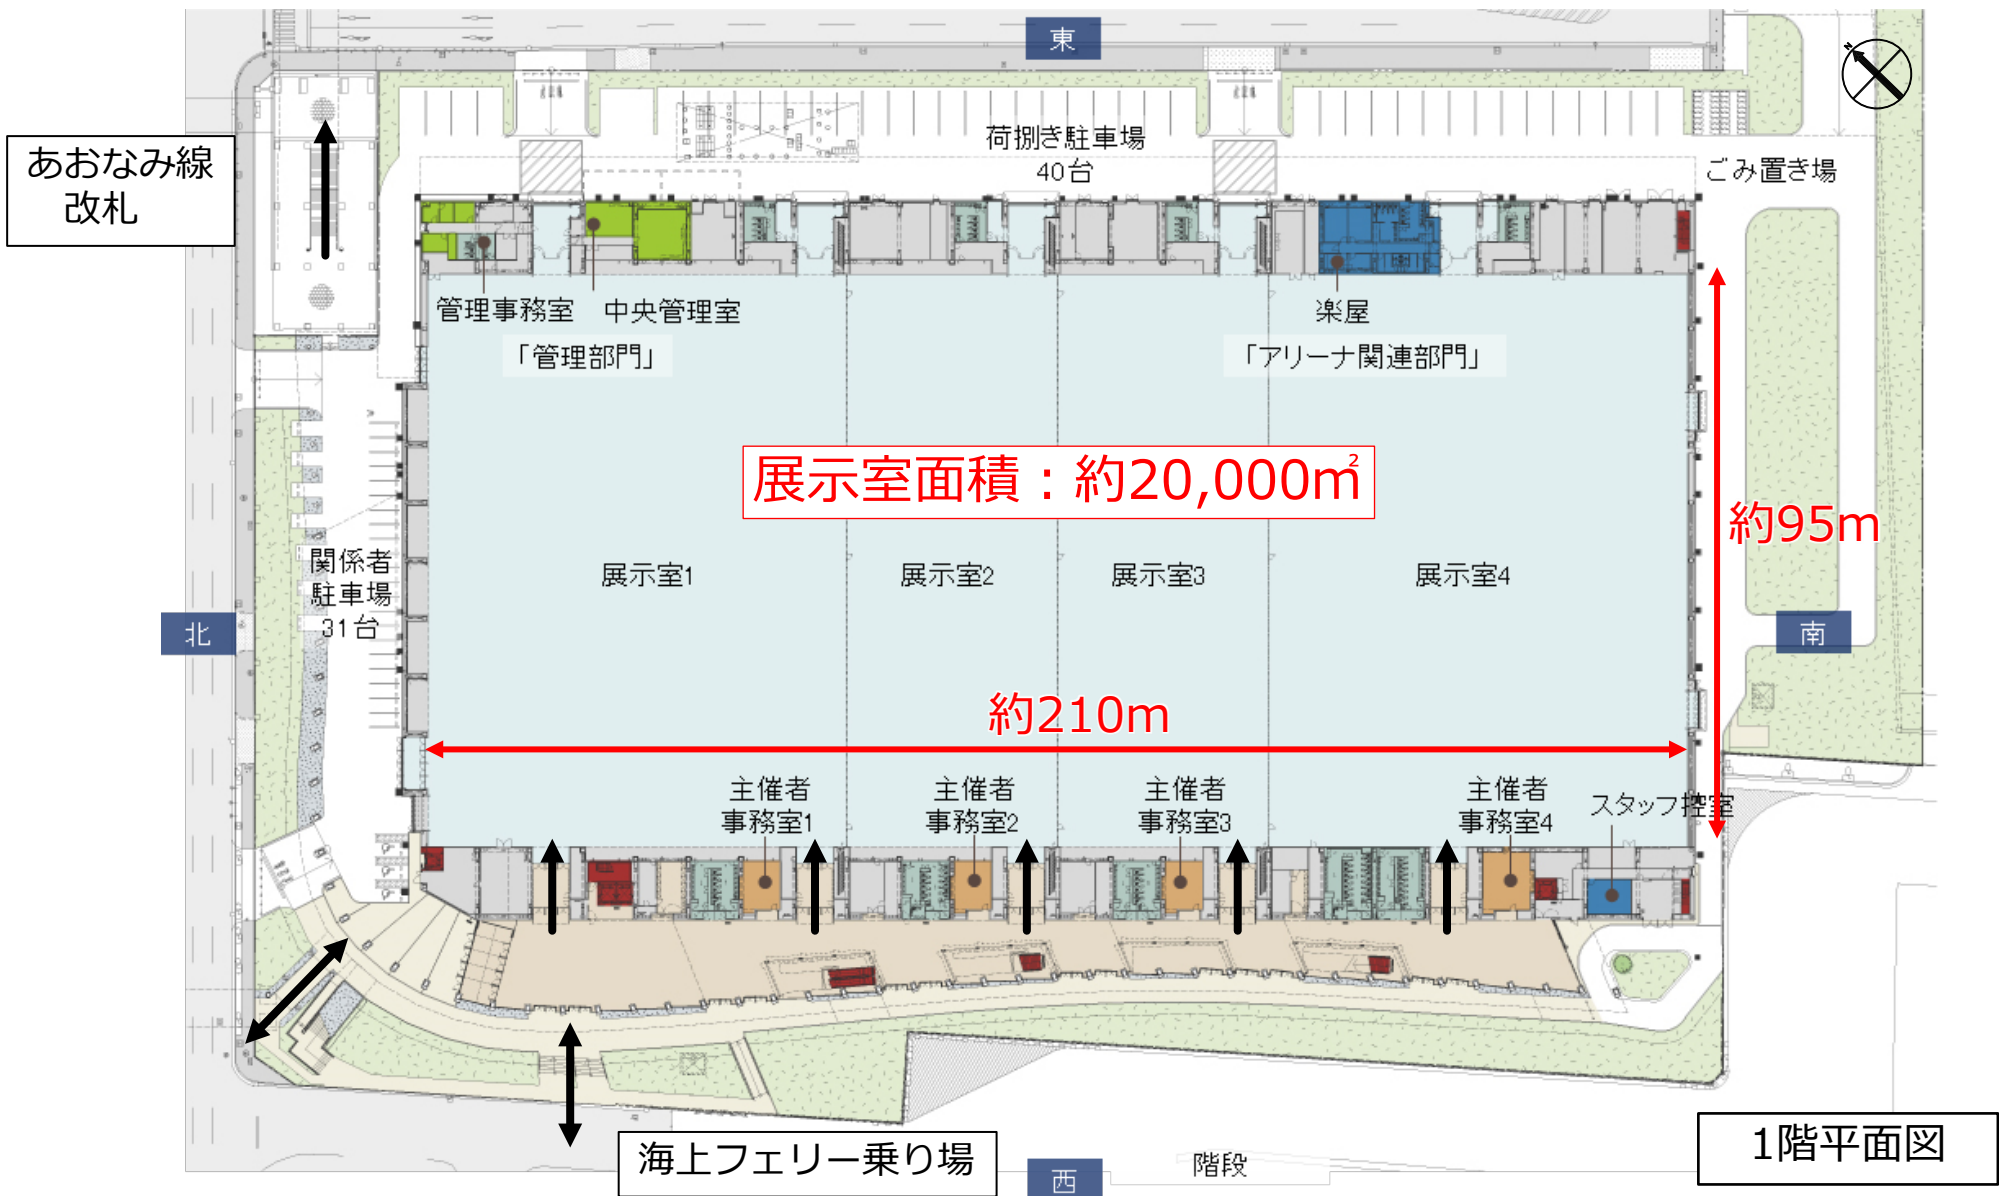 東
N
あおなみ線
改札
荷捌き駐車場
40台
ごみ置き場
管理事務室
中央管理室
楽屋
「管理部門」
「アリーナ関連部門」
展示室面積：約20,000㎡
約95m
関係者
駐車場
31台
展示室1
展示室2
展示室3
展示室4
北
南
約210m
主催者
事務室1
主催者
事務室2
主催者
事務室3
主催者
事務室4
スタッフ控室
海上フェリー乗り場
西
階段
1階平面図